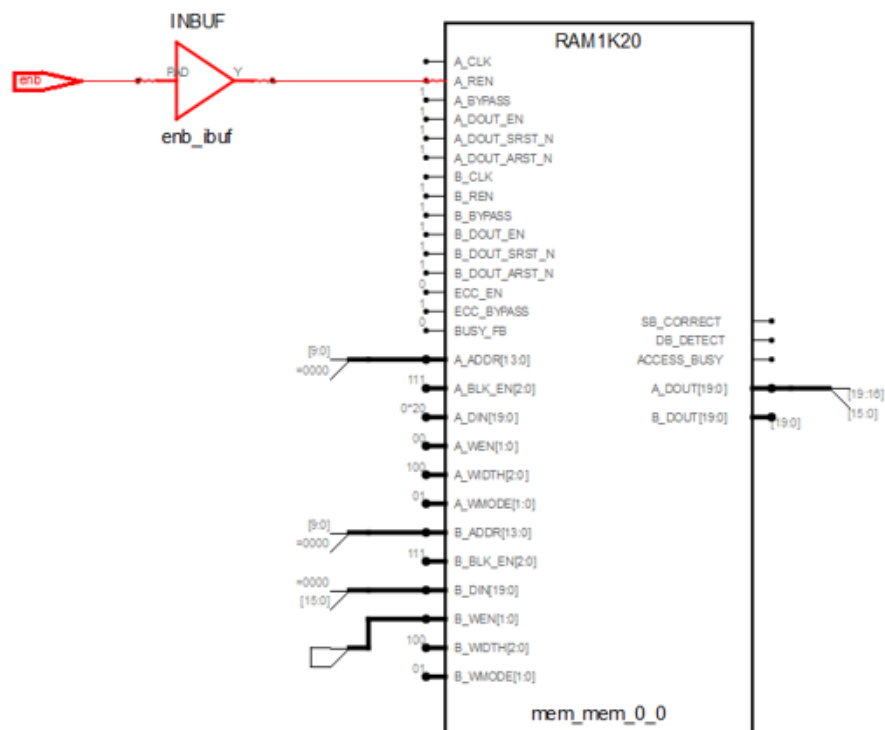 INBUF
enb
PAD
Y
enb_ibuf
RAM1K20
A_CLK
A_REN
1
A_BYPASS
1
A_DOUT_EN
1
A_DOUT_SRST_N
1
A_DOUT_ARST_N
B_CLK
1
B_REN
1
B_BYPASS
1
B_DOUT_EN
1
B_DOUT_SRST_N
1
B_DOUT_ARST_N
0
ECC_EN
1
ECC_BYPASS
0
BUSY_FB
SB_CORRECT
DB_DETECT
ACCESS_BUSY
[9:0]
=0000
A_ADDR[13:0]
111
A_BLK_EN[2:0]
A_DOUT[19:0]
[19:16]
[15:0]
0*20
A_DIN[19:0]
B_DOUT[19:0]
[19:0]
00
A_WEN[1:0]
100
A_WIDTH[2:0]
01
A_WMODE[1:0]
[9:0]
=0000
B_ADDR[13:0]
111
B_BLK_EN[2:0]
=0000
[15:0]
B_DIN[19:0]
B_WEN[1:0]
100
B_WIDTH[2:0]
01
B_WMODE[1:0]
mem_mem_0_0